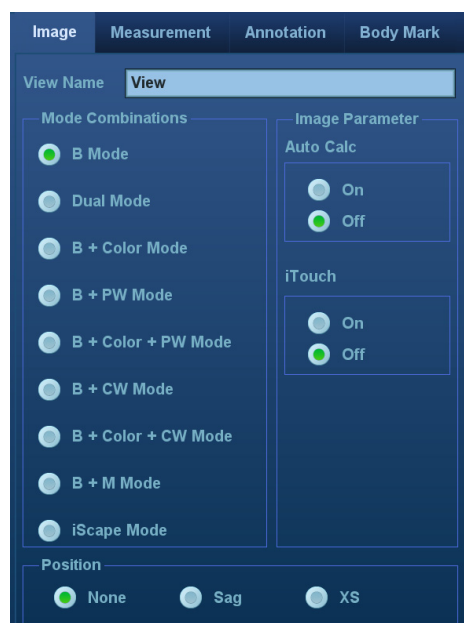 Image Measurement Annotation Body Mark
View Name View
Mode Combinations
B Mode
Dual Mode
B + Color Mode
B + PW Mode
B + Color + PW Mode
B + CW Mode
B + Color + CW Mode
B + M Mode
iScape Mode
Image Parameter
Auto Calc
On
Off
iTouch
On
Off
Position
None Sag XS